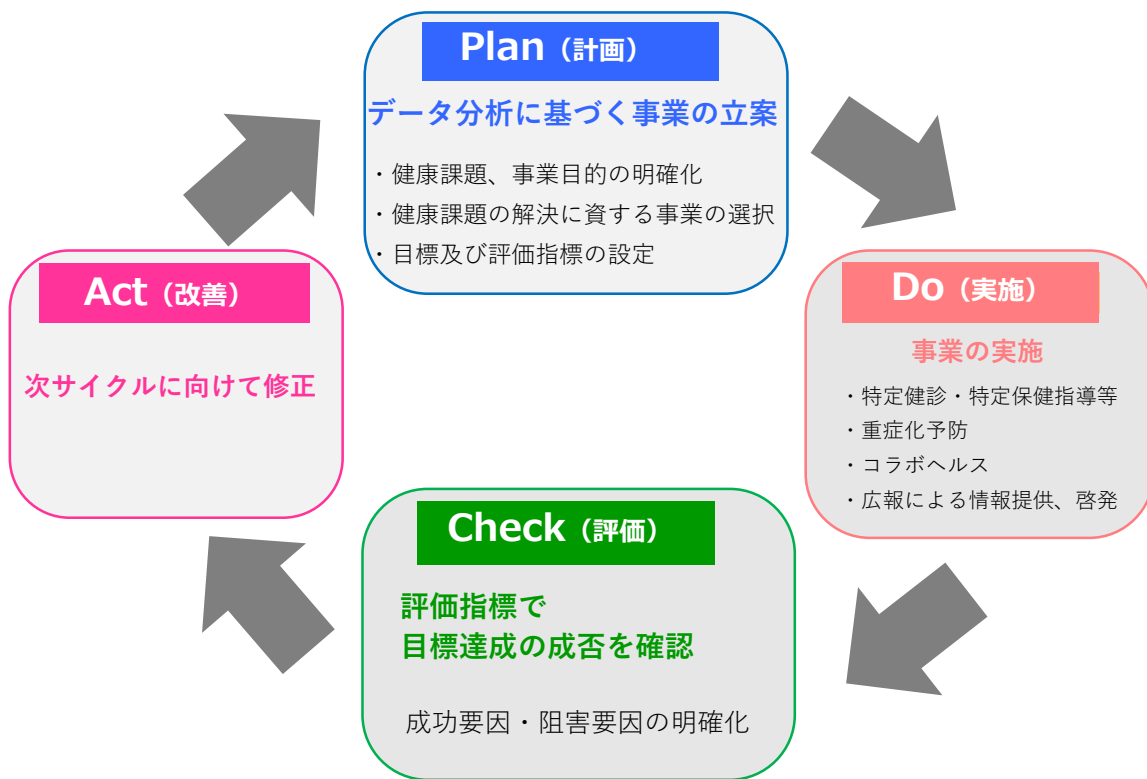 Plan（計画）
データ分析に基づく事業の立案
・健康課題、事業目的の明確化
・健康課題の解決に資する事業の選択
・目標及び評価指標の設定
Do（実施）
事業の実施
・特定健診・特定保健指導等
・重症化予防
・コラボヘルス
・広報による情報提供、啓発
Check（評価）
評価指標で
目標達成の成否を確認
成功要因・阻害要因の明確化
Act（改善）
次サイクルに向けて修正